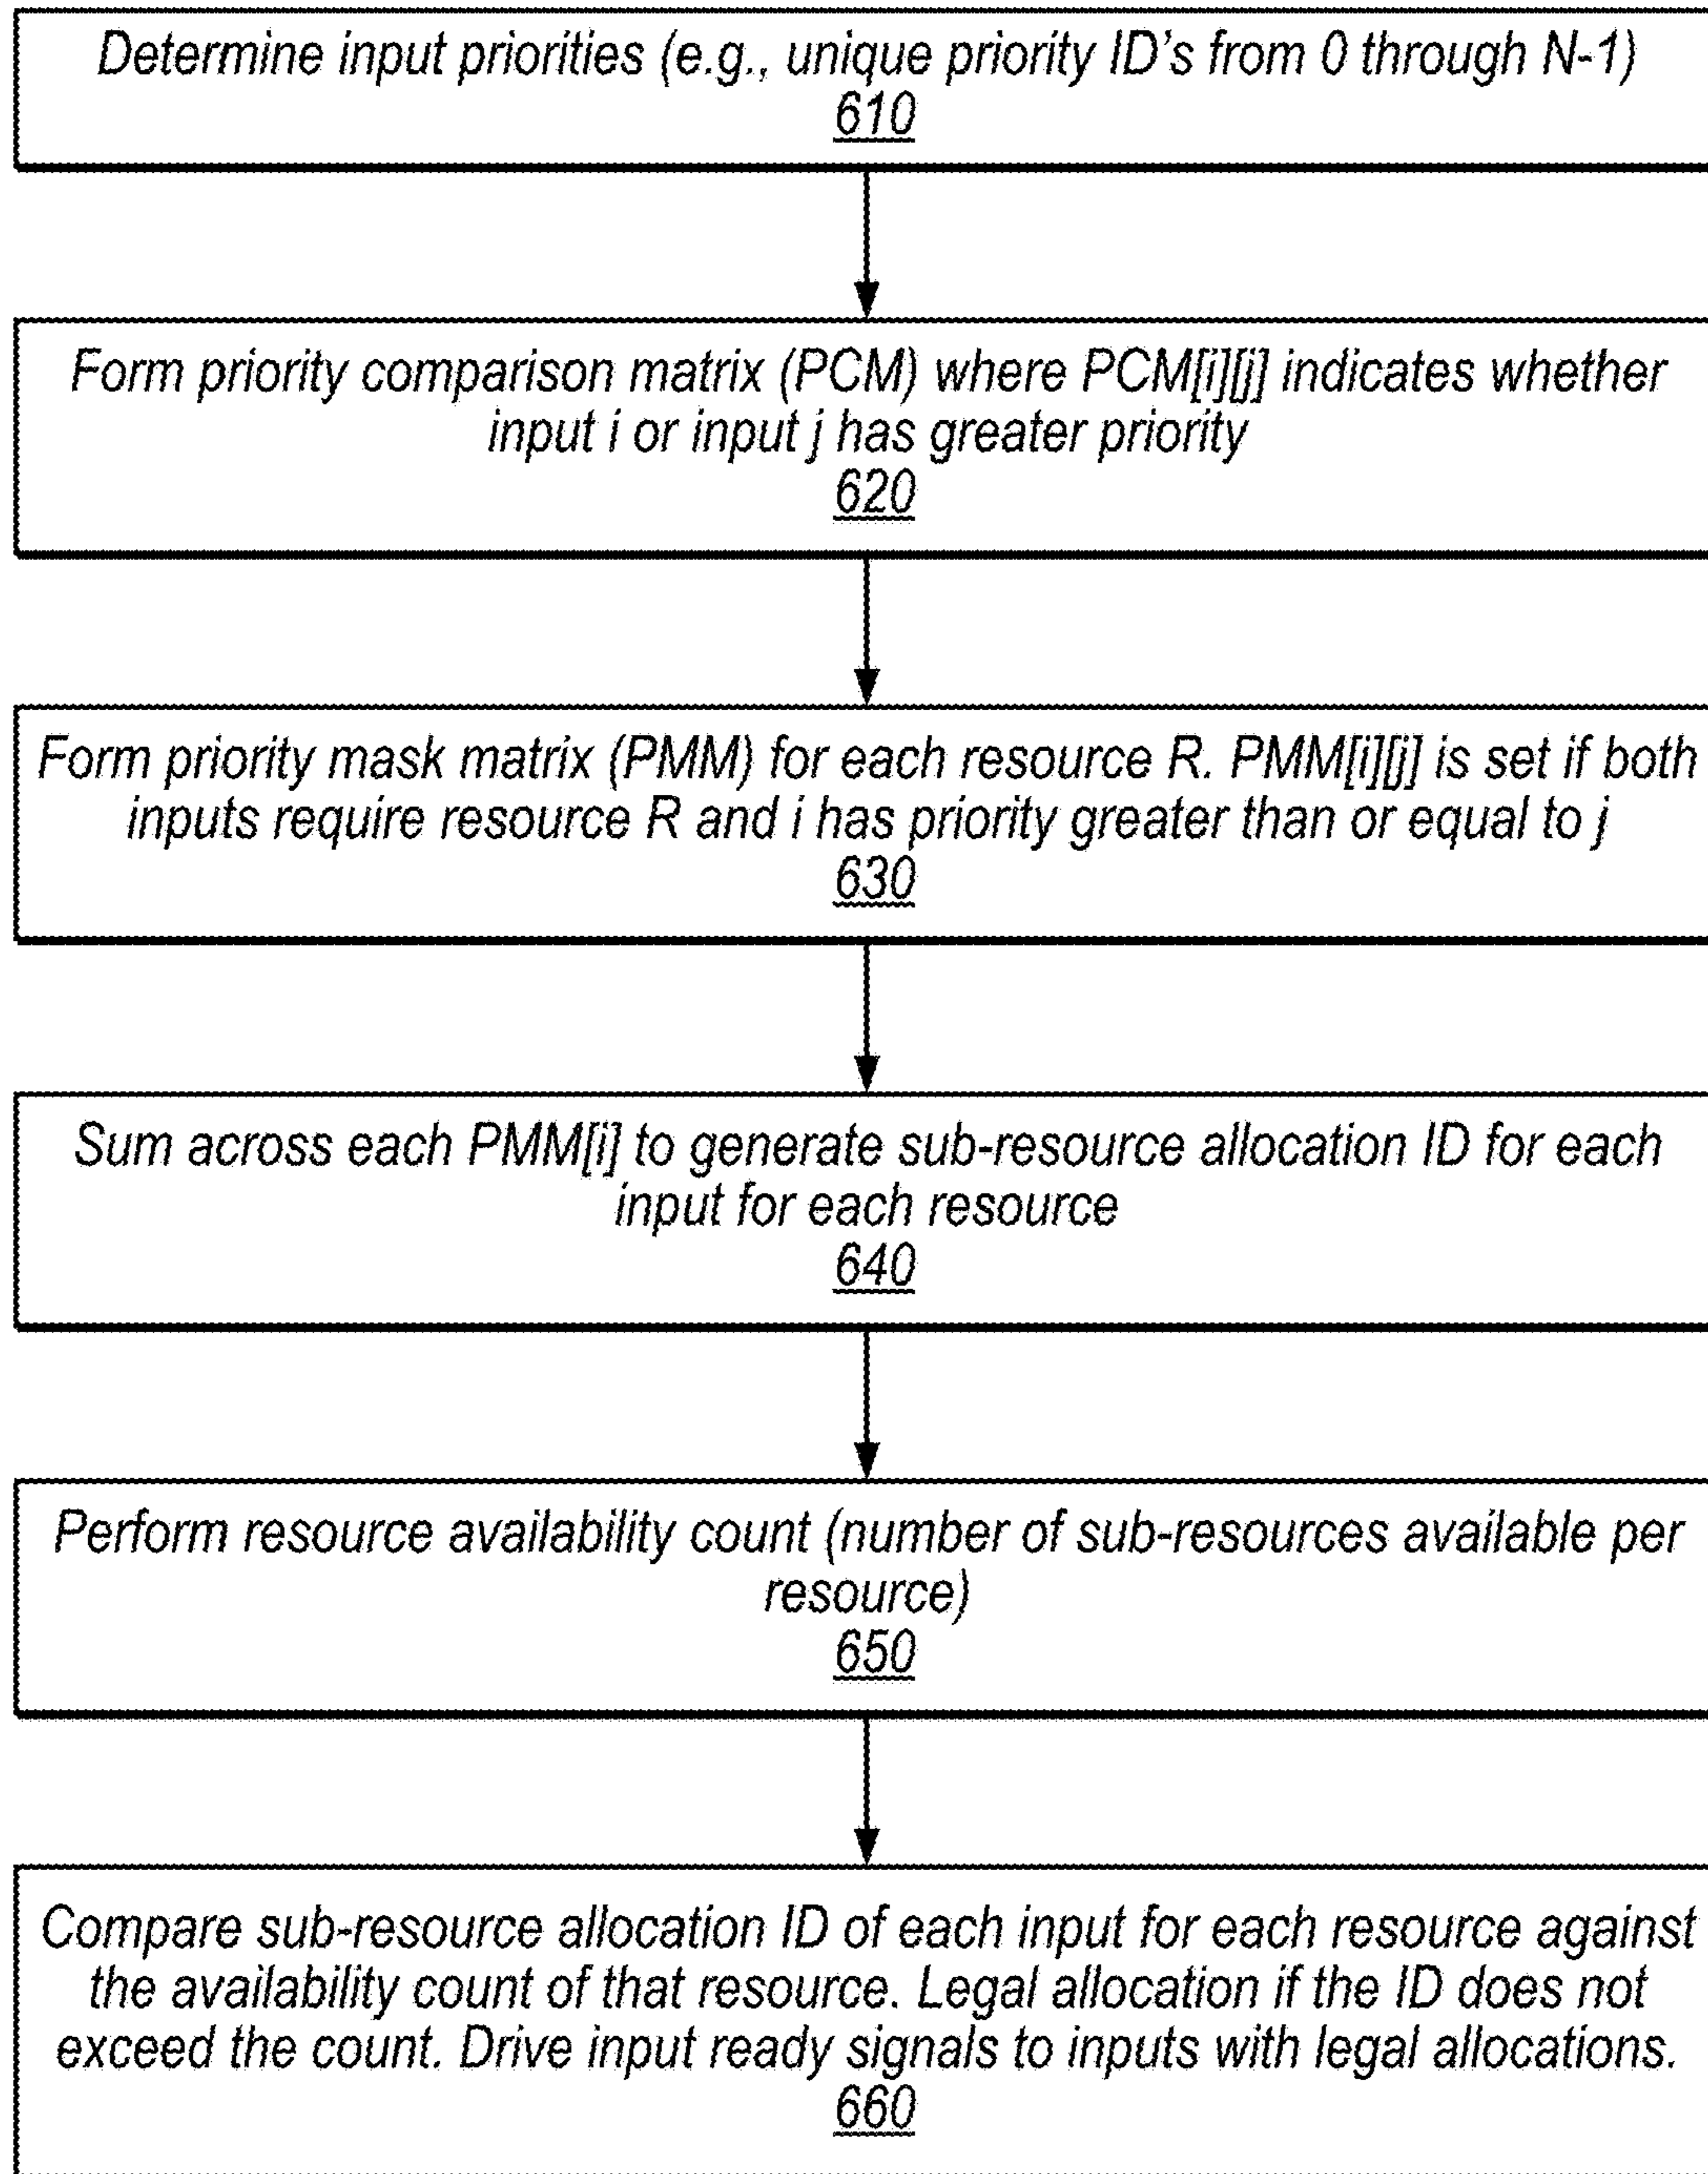 Determine input priorities (e.g., unique priority ID's from 0 through N-1)
610
Form priority comparison matrix (PCM) where PCM[i][j] indicates whether
input i or input j has greater priority
620
Form priority mask matrix (PMM) for each resource R. PMM[i][j] is set if both
inputs require resource R and i has priority greater than or equal to j
630
Sum across each PMM[i] to generate sub-resource allocation ID for each
input for each resource
640
Perform resource availability count (number of sub-resources available per
resource)
650
Compare sub-resource allocation ID of each input for each resource against
the availability count of that resource. Legal allocation if the ID does not
exceed the count. Drive input ready signals to inputs with legal allocations.
660